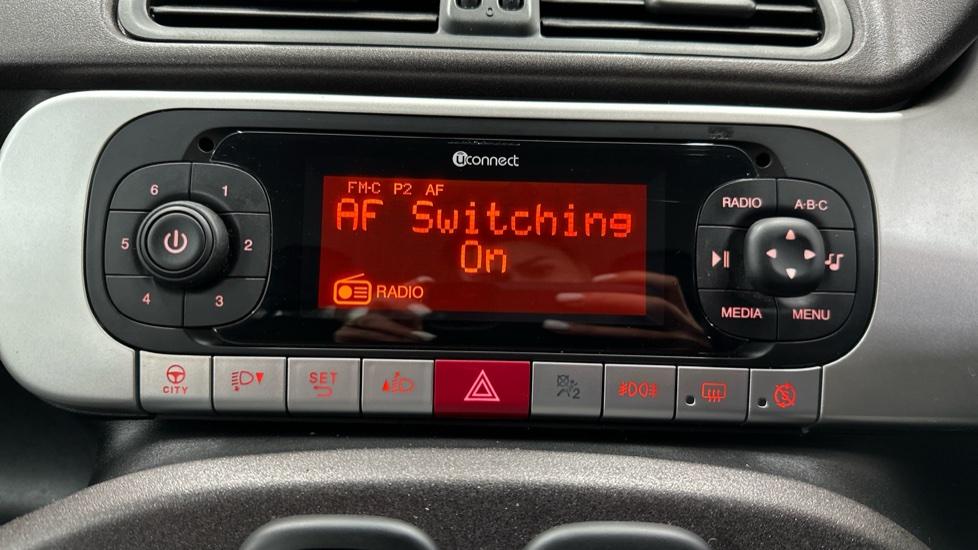 uconnect
FM-C P2 AF
AF Switching
On
RADIO
6 1
5 2
4 3
RADIO A-B-C
MEDIA MENU
CITY
SET
2